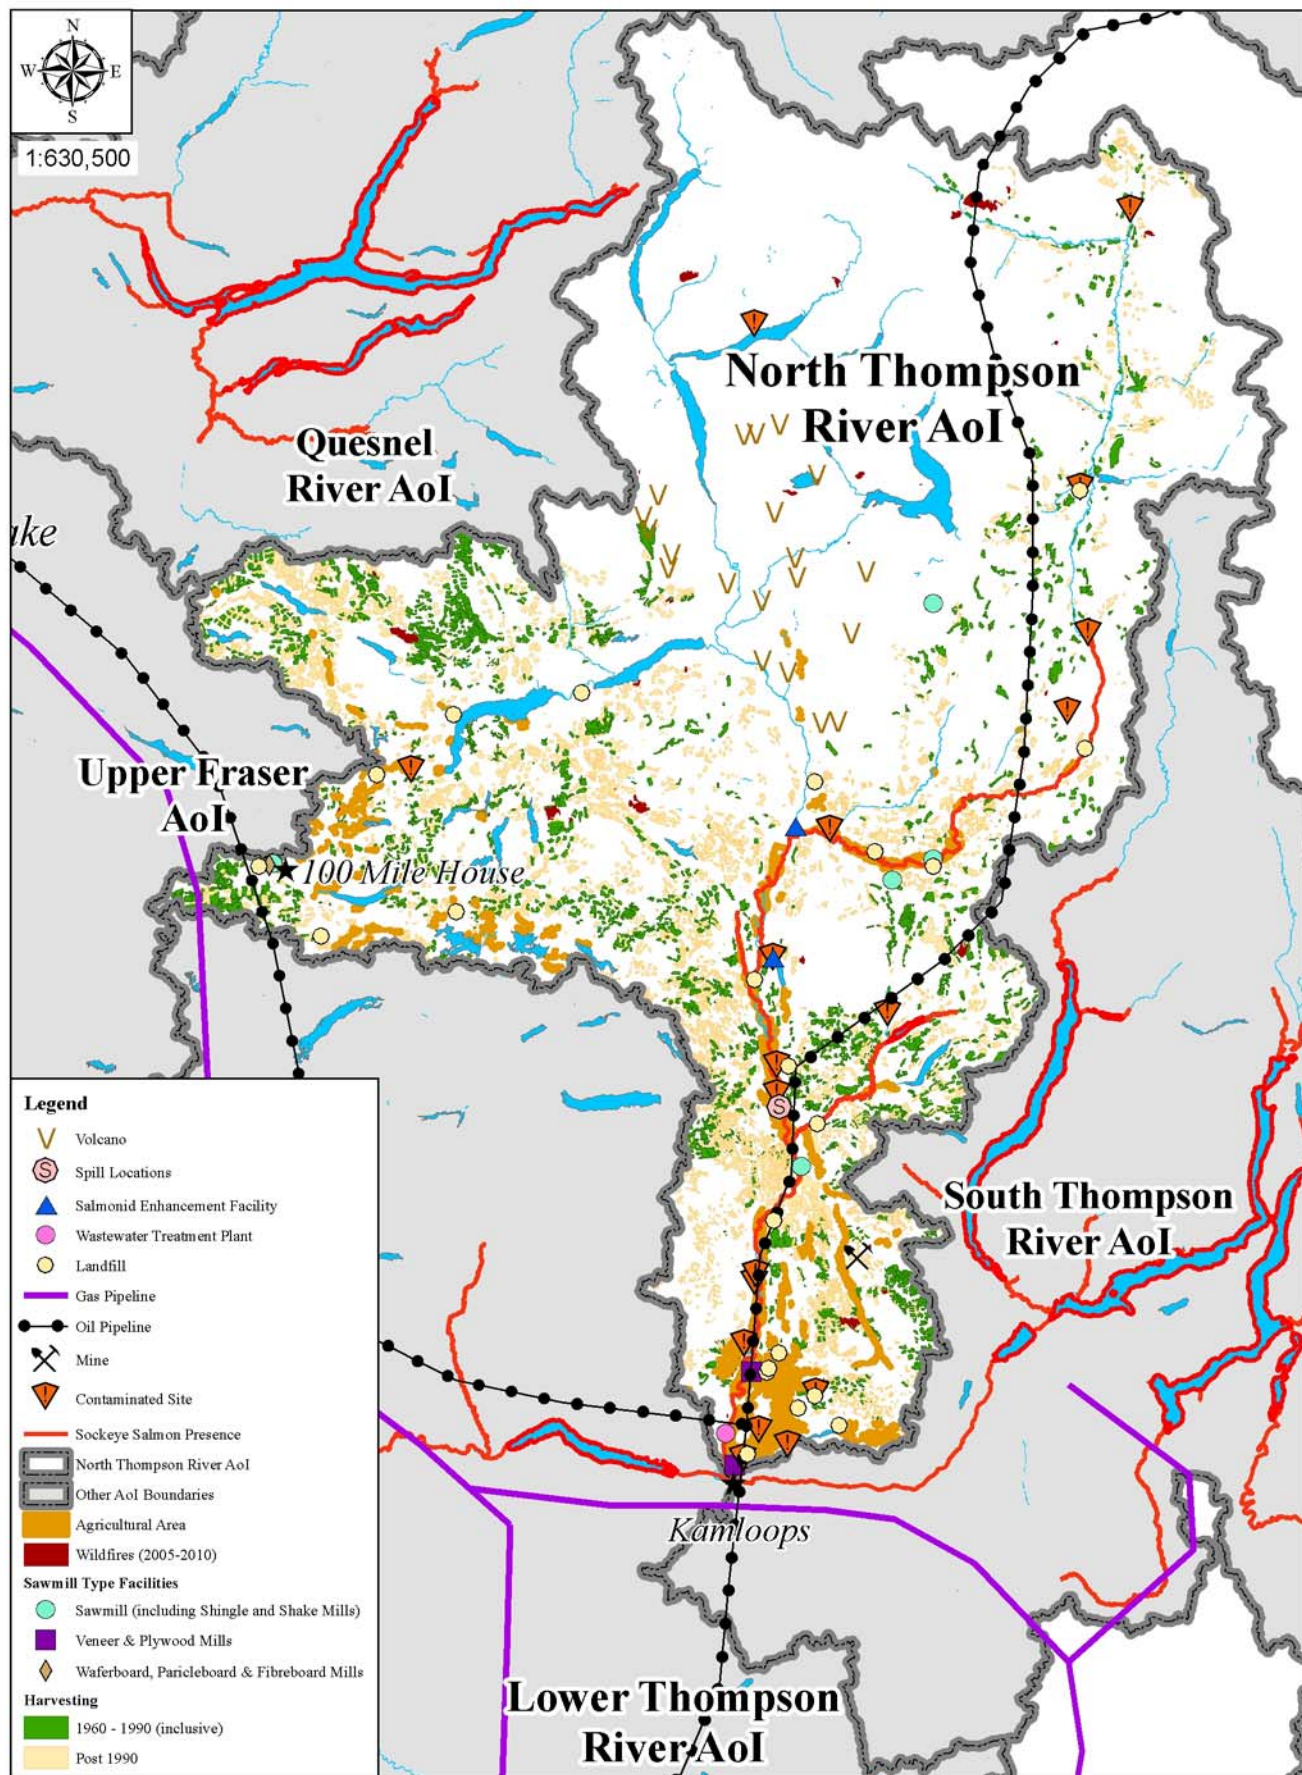 N
W E
S
1:630,500
North Thompson
River AoI
Quesnel
River AoI
ake
Upper Fraser
AoI
100 Mile House
South Thompson
River AoI
Kamloops
Lower Thompson
River AoI
Legend
V Volcano
S Spill Locations
Salmonid Enhancement Facility
Wastewater Treatment Plant
Landfill
Gas Pipeline
Oil Pipeline
Mine
! Contaminated Site
Sockeye Salmon Presence
North Thompson River AoI
Other AoI Boundaries
Agricultural Area
Wildfires (2005-2010)
Sawmill Type Facilities
Sawmill (including Shingle and Shake Mills)
Veneer & Plywood Mills
Waferboard, Paricleboard & Fibreboard Mills
Harvesting
1960 - 1990 (inclusive)
Post 1990